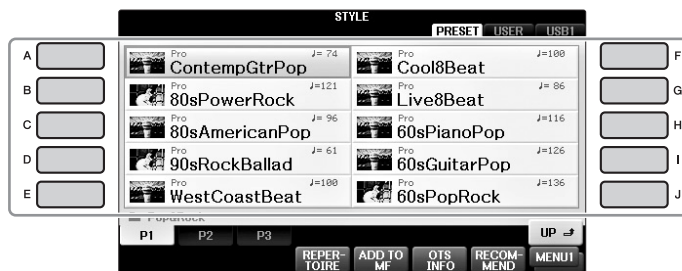 STYLE
PRESET USER USB1
A Pro ♩= 74 ContempGtrPop Pro ♩=100 Cool8Beat F
B Pro ♩=121 80sPowerRock Pro ♩= 86 Live8Beat G
C Pro ♩= 96 80sAmericanPop Pro ♩=116 60sPianoPop H
D Pro ♩= 61 90sRockBallad Pro ♩=126 60sGuitarPop I
E Pro ♩=100 WestCoastBeat Pro ♩=136 60sPopRock J
P1 P2 P3 UP
REPER-TOIRE ADD TO MF OTS INFO RECOM-MEND MENU1